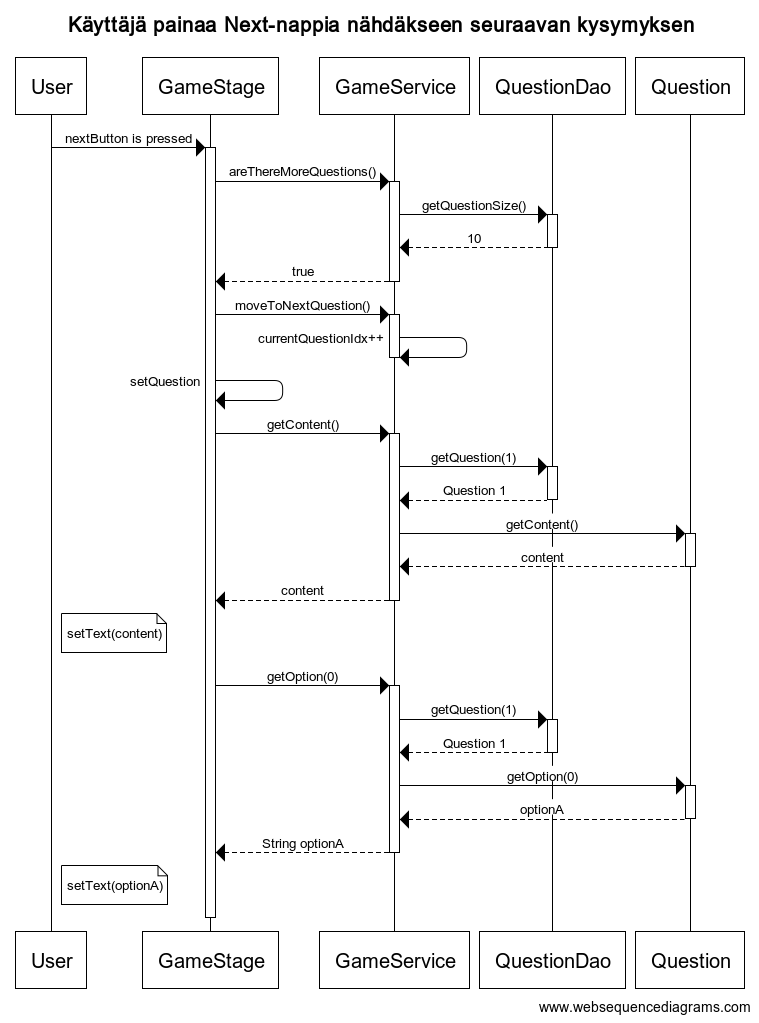 Käyttäjä painaa Next-nappia nähdäkseen seuraavan kysymyksen
User GameStage GameService QuestionDao Question
nextButton is pressed
areThereMoreQuestions()
getQuestionSize()
10
true
moveToNextQuestion()
currentQuestionIdx++
setQuestion
getContent()
getQuestion(1)
Question 1
getContent()
content
content
setText(content)
getOption(0)
getQuestion(1)
Question 1
getOption(0)
optionA
String optionA
setText(optionA)
User GameStage GameService QuestionDao Question
www.websequencediagrams.com